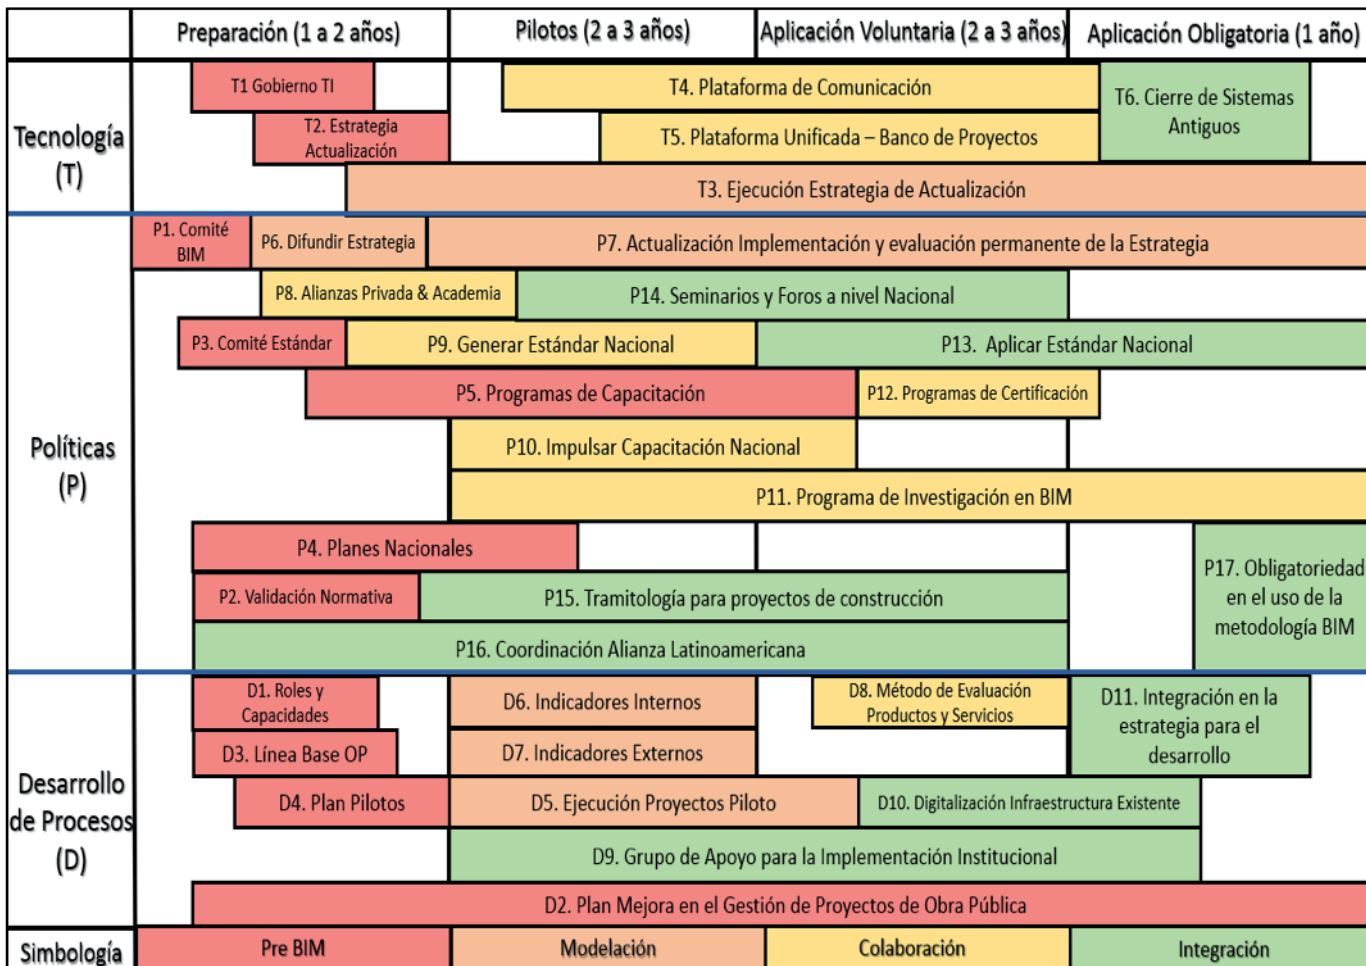 Preparación (1 a 2 años)
Pilotos (2 a 3 años)
Aplicación Voluntaria (2 a 3 años)
Aplicación Obligatoria (1 año)
Tecnología
(T)
T1 Gobierno TI
T4. Plataforma de Comunicación
T6. Cierre de Sistemas
Antiguos
T2. Estrategia
Actualización
T5. Plataforma Unificada – Banco de Proyectos
T3. Ejecución Estrategia de Actualización
Políticas
(P)
P1. Comité
BIM
P6. Difundir Estrategia
P7. Actualización Implementación y evaluación permanente de la Estrategia
P8. Alianzas Privada & Academia
P14. Seminarios y Foros a nivel Nacional
P3. Comité Estándar
P9. Generar Estándar Nacional
P13. Aplicar Estándar Nacional
P5. Programas de Capacitación
P12. Programas de Certificación
P10. Impulsar Capacitación Nacional
P11. Programa de Investigación en BIM
P4. Planes Nacionales
P17. Obligatoriedad
en el uso de la
metodología BIM
P2. Validación Normativa
P15. Tramitología para proyectos de construcción
P16. Coordinación Alianza Latinoamericana
Desarrollo
de Procesos
(D)
D1. Roles y
Capacidades
D6. Indicadores Internos
D8. Método de Evaluación
Productos y Servicios
D11. Integración en la
estrategia para el
desarrollo
D3. Línea Base OP
D7. Indicadores Externos
D4. Plan Pilotos
D5. Ejecución Proyectos Piloto
D10. Digitalización Infraestructura Existente
D9. Grupo de Apoyo para la Implementación Institucional
D2. Plan Mejora en el Gestión de Proyectos de Obra Pública
Simbología
Pre BIM
Modelación
Colaboración
Integración